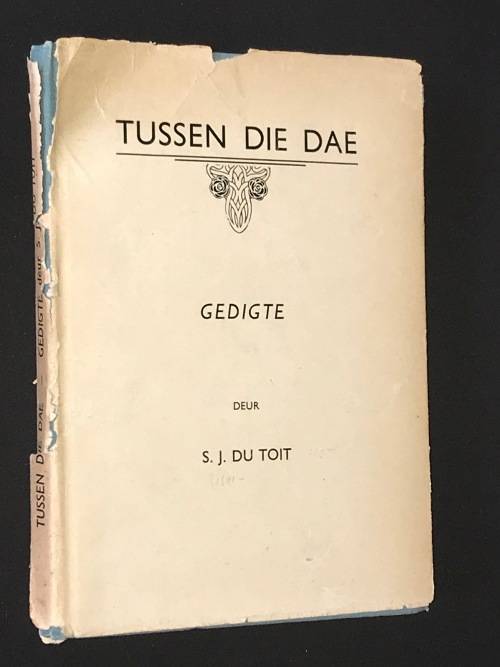 TUSSEN DIE DAE
GEDIGTE
DEUR
S. J. DU TOIT
TUSSEN DIE DAE GEDIGTE deur S. J. DU TOIT